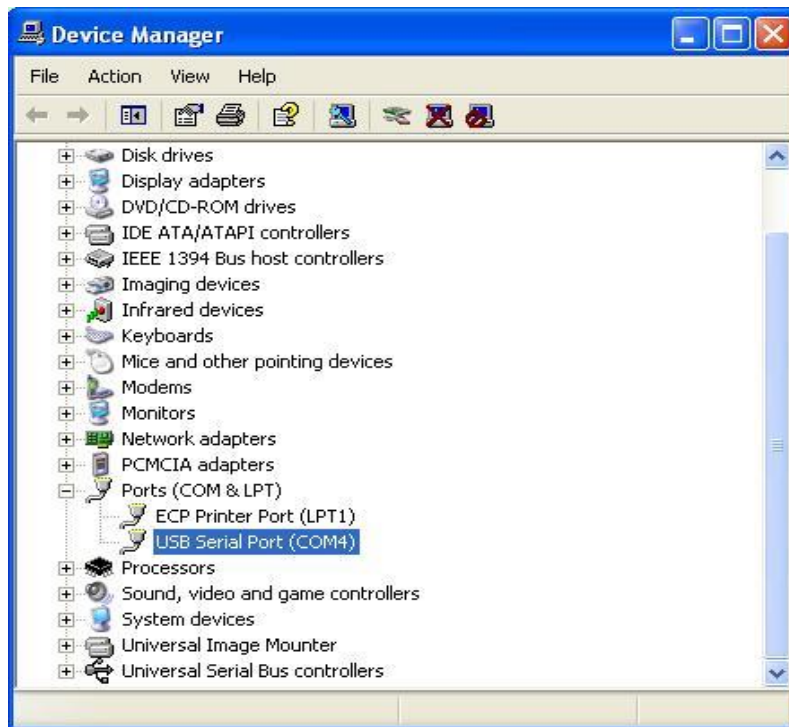 Device Manager
File Action View Help
Disk drives
Display adapters
DVD/CD-ROM drives
IDE ATA/ATAPI controllers
IEEE 1394 Bus host controllers
Imaging devices
Infrared devices
Keyboards
Mice and other pointing devices
Modems
Monitors
Network adapters
PCMCIA adapters
Ports (COM & LPT)
ECP Printer Port (LPT1)
USB Serial Port (COM4)
Processors
Sound, video and game controllers
System devices
Universal Image Mounter
Universal Serial Bus controllers